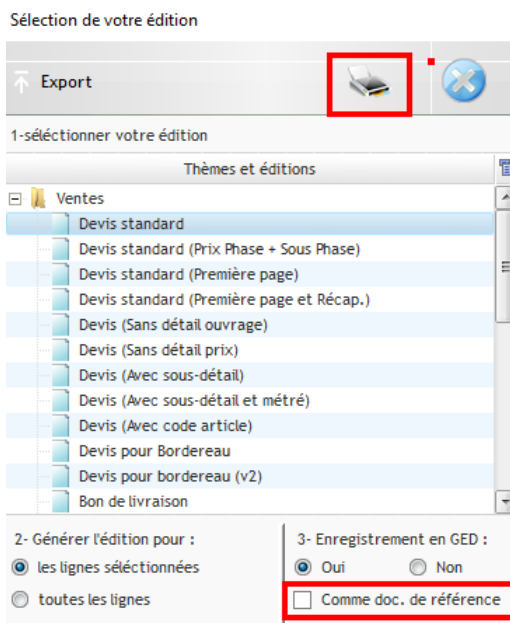 Sélection de votre édition
Export
1-séléctionner votre édition
Thèmes et éditions
Ventes
Devis standard
Devis standard (Prix Phase + Sous Phase)
Devis standard (Première page)
Devis standard (Première page et Récap.)
Devis (Sans détail ouvrage)
Devis (Sans détail prix)
Devis (Avec sous-détail)
Devis (Avec sous-détail et métré)
Devis (Avec code article)
Devis pour Bordereau
Devis pour bordereau (v2)
Bon de livraison
2- Générer l'édition pour :
les lignes séléctionnées
toutes les lignes
3- Enregistrement en GED :
Oui Non
Comme doc. de référence